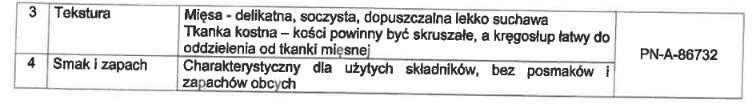 3 Tekstura Mięsa - delikatna, soczysta, dopuszczalna lekko suchawa
Tkanka kostna – kości powinny być skruszałe, a kręgosłup łatwy do
oddzielenia od tkanki mięsnej
PN-A-86732
4 Smak i zapach Charakterystyczny dla użytych składników, bez posmaków i
zapachów obcych